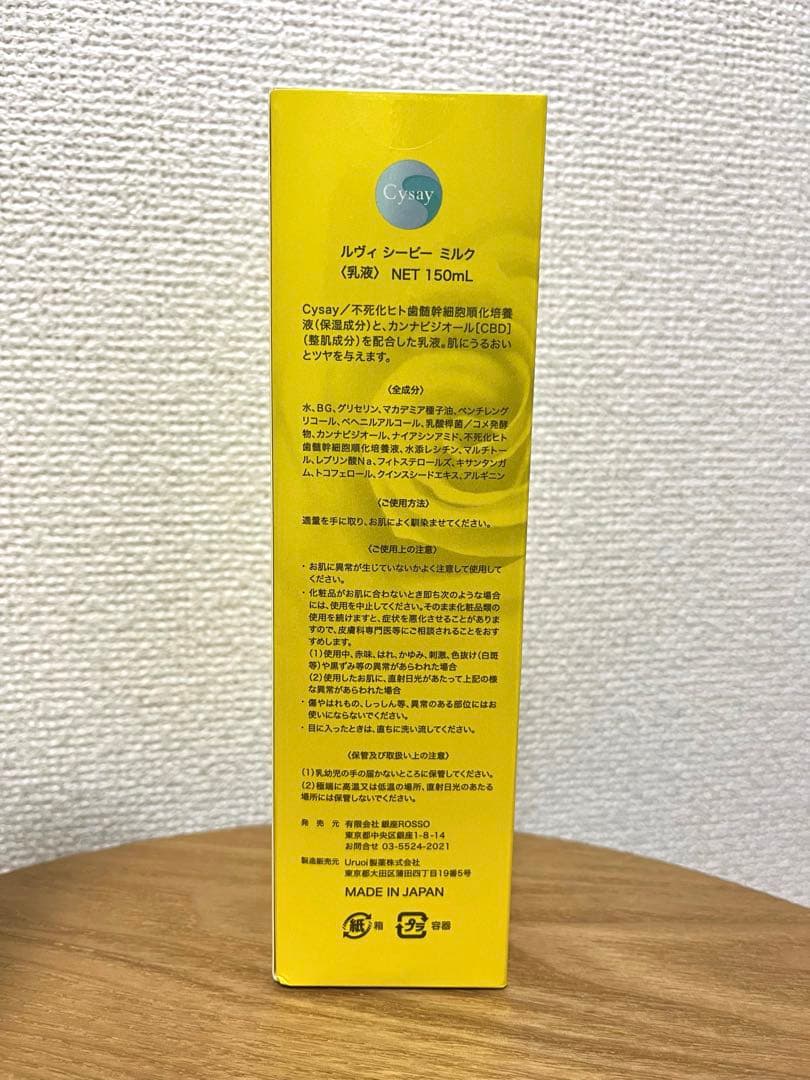 Cysay
ルヴィ シービー ミルク
〈乳液〉 NET 150mL
Cysay／不死化ヒト歯髄幹細胞順化培養
液(保湿成分)と、カンナビジオール[CBD]
(整肌成分)を配合した乳液。肌にうるおい
とツヤを与えます。
〈全成分〉
水、BG、グリセリン、マカデミア種子油、ペンチレング
リコール、ベヘニルアルコール、乳酸桿菌／コメ発酵
物、カンナビジオール、ナイアシンアミド、不死化ヒト
歯髄幹細胞順化培養液、水添レシチン、マルチトー
ル、レブリン酸Na、フィトステロールズ、キサンタンガ
ム、トコフェロール、クインスシードエキス、アルギニン
〈ご使用方法〉
適量を手に取り、お肌によく馴染ませてください。
〈ご使用上の注意〉
・お肌に異常が生じていないかよく注意して使用して
ください。
・化粧品がお肌に合わないとき即ち次のような場合
には、使用を中止してください。そのまま化粧品類の
使用を続けますと、症状を悪化させることがありま
すので、皮膚科専門医等にご相談されることをおす
すめします。
(1)使用中、赤味、はれ、かゆみ、刺激、色抜け(白斑
等)や黒ずみ等の異常があらわれた場合
(2)使用したお肌に、直射日光があたって上記の様
な異常があらわれた場合
・傷やはれもの、しっしん等、異常のある部位にはお
使いにならないでください。
・目に入ったときは、直ちに洗い流してください。
〈保管及び取扱い上の注意〉
(1)乳幼児の手の届かないところに保管してください。
(2)極端に高温又は低温の場所、直射日光のあたる
場所には保管しないでください。
発売元 有限会社 銀座ROSSO
東京都中央区銀座1-8-14
お問合せ 03-5524-2021
製造販売元 Uruoi製薬株式会社
東京都大田区蒲田四丁目19番5号
MADE IN JAPAN
紙 箱 プラ 容器